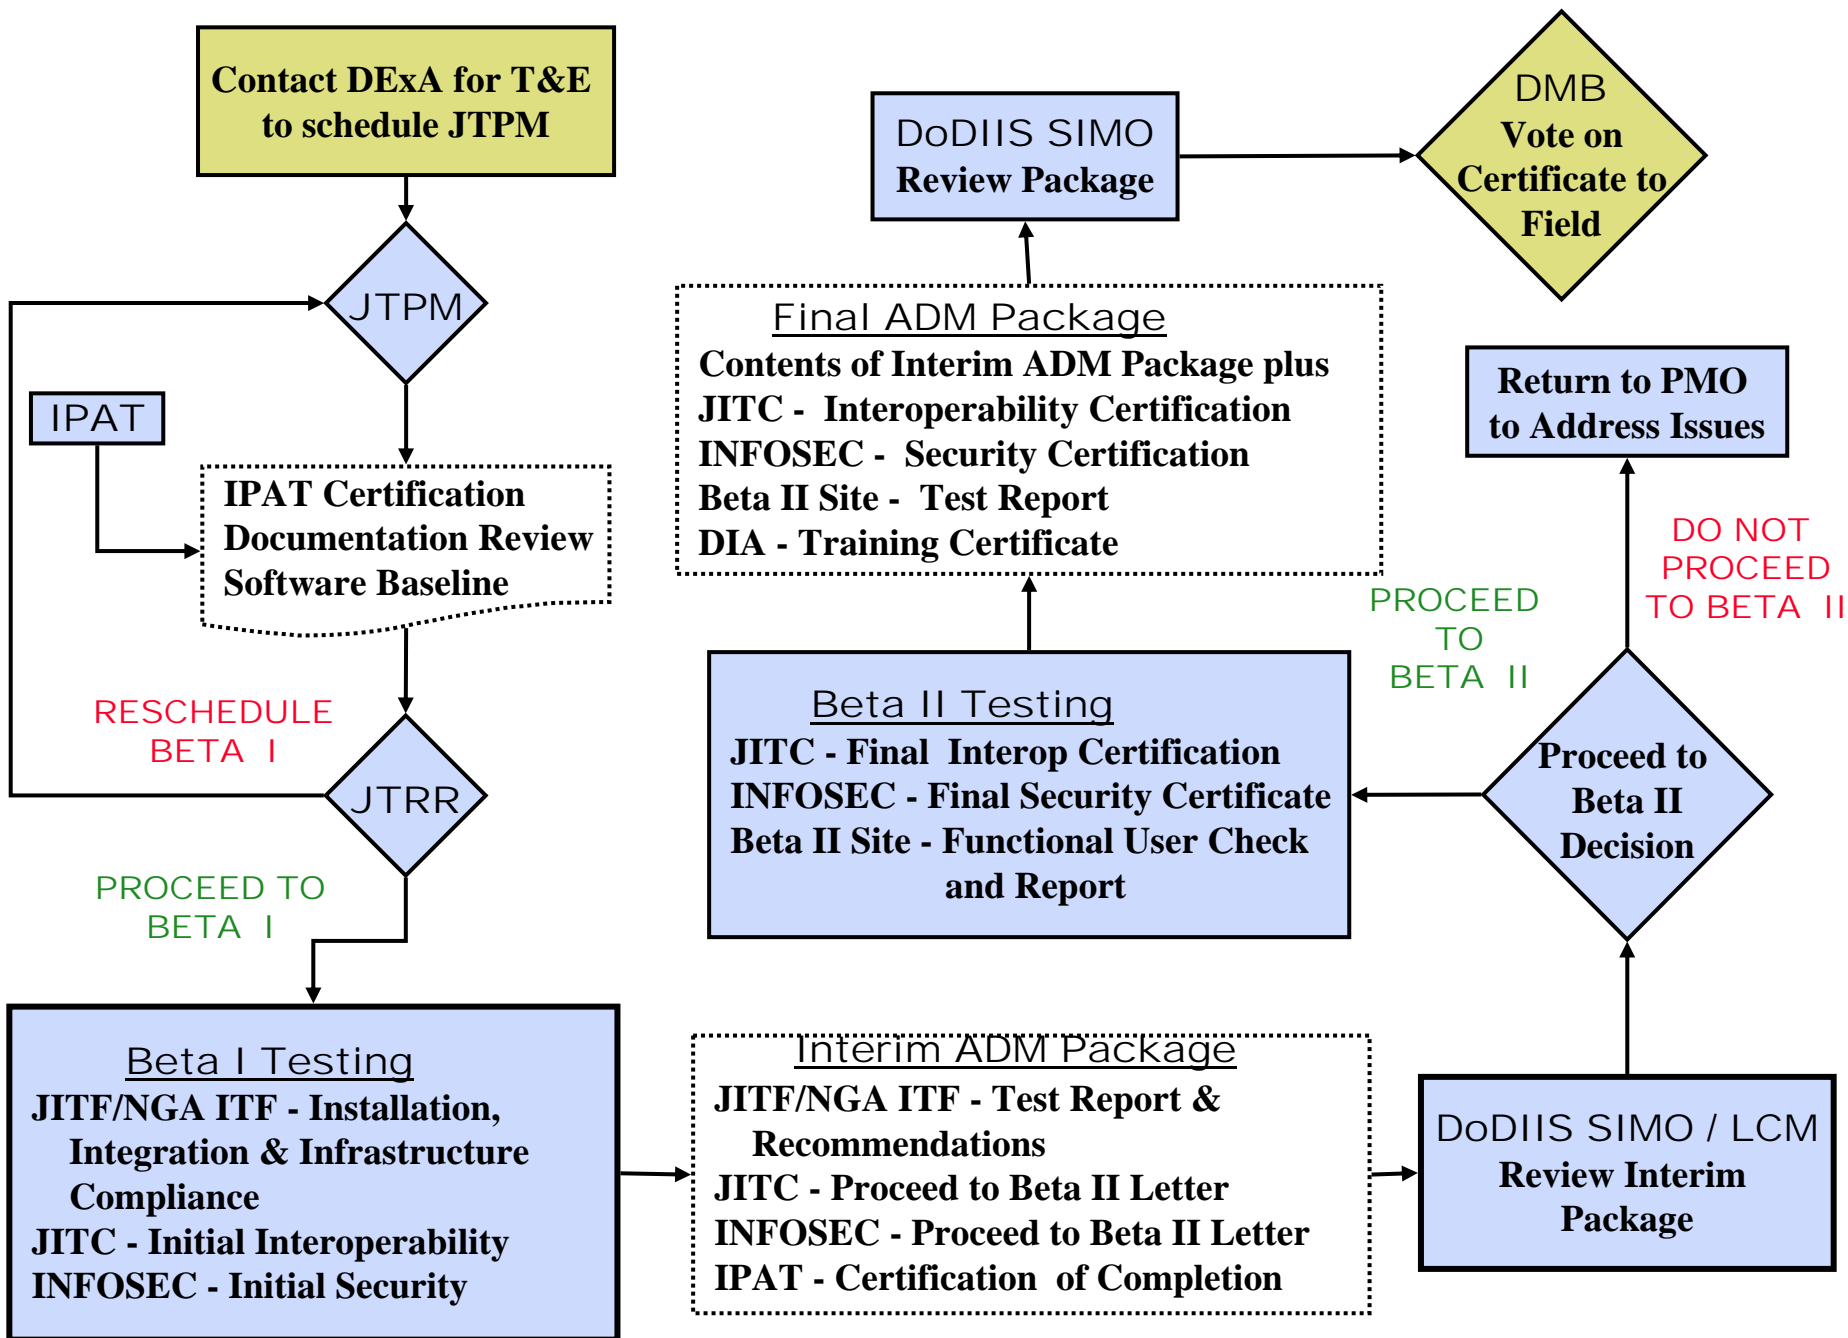 Contact DExA for T&E
to schedule JTPM
JTPM
IPAT
IPAT Certification
Documentation Review
Software Baseline
RESCHEDULE
BETA I
JTRR
PROCEED TO
BETA I
Beta I Testing
JITF/NGA ITF - Installation,
Integration & Infrastructure
Compliance
JITC - Initial Interoperability
INFOSEC - Initial Security
Interim ADM Package
JITF/NGA ITF - Test Report &
Recommendations
JITC - Proceed to Beta II Letter
INFOSEC - Proceed to Beta II Letter
IPAT - Certification of Completion
DoDIIS SIMO / LCM
Review Interim
Package
Proceed to
Beta II
Decision
DO NOT
PROCEED
TO BETA II
Return to PMO
to Address Issues
PROCEED
TO
BETA II
Beta II Testing
JITC - Final Interop Certification
INFOSEC - Final Security Certificate
Beta II Site - Functional User Check
and Report
Final ADM Package
Contents of Interim ADM Package plus
JITC - Interoperability Certification
INFOSEC - Security Certification
Beta II Site - Test Report
DIA - Training Certificate
DoDIIS SIMO
Review Package
DMB
Vote on
Certificate to
Field